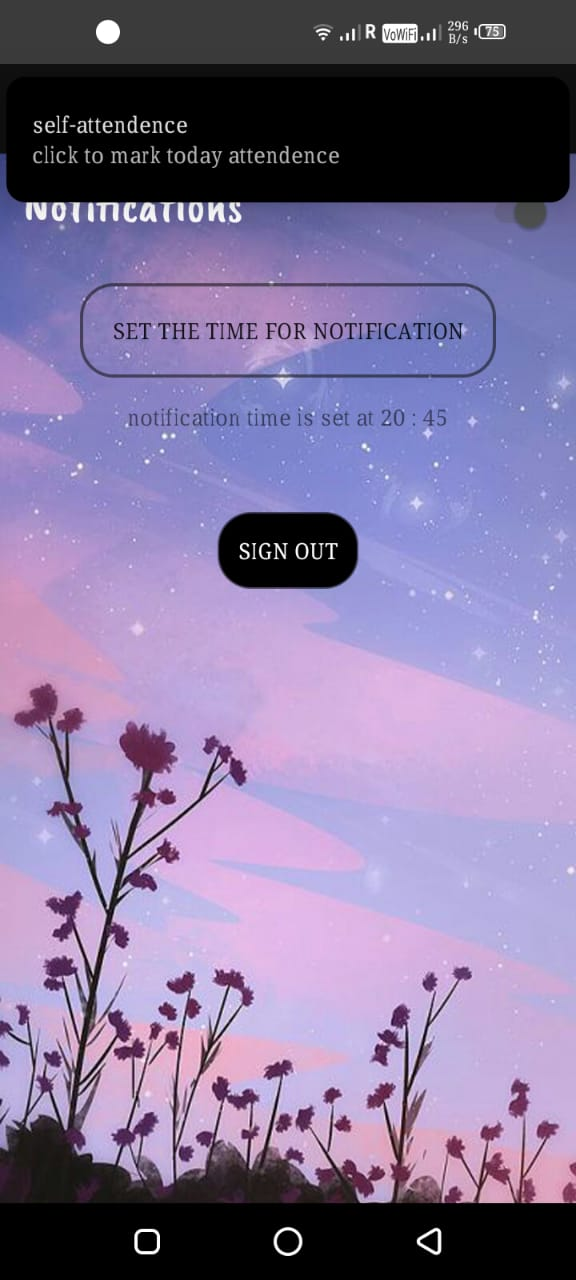 R VoWiFi 296 B/s 75
self-attendence
click to mark today attendence
Notifications
SET THE TIME FOR NOTIFICATION
notification time is set at 20 : 45
SIGN OUT